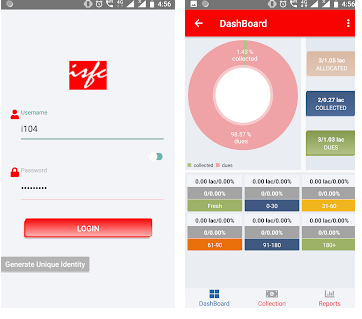 4:56
isfc
Username
i104
Password
•••••••••
LOGIN
Generate Unique Identity
4:56
DashBoard
1.43 %
collected
98.57 %
dues
3/1.05 lac
ALLOCATED
2/0.27 lac
COLLECTED
3/1.03 lac
DUES
collected dues
0.00 lac/0.00% 0.00 lac/0.00% 0.00 lac/0.00%
0/0.00% 0/0.00% 0/0.00%
Fresh 0-30 31-60
0.00 lac/0.00% 0.00 lac/0.00% 0.00 lac/0.00%
0/0.00% 0/0.00% 0/0.00%
61-90 91-180 180+
DashBoard Collection Reports